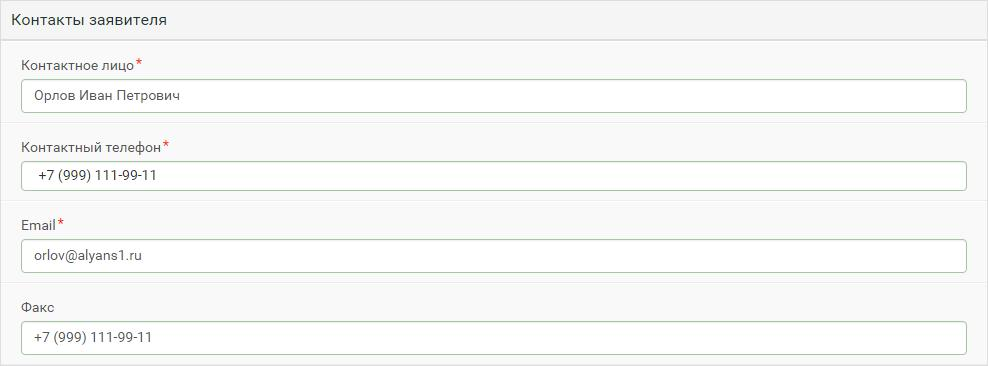 Контакты заявителя
Контактное лицо*
Орлов Иван Петрович
Контактный телефон*
+7 (999) 111-99-11
Email*
orlov@alyans1.ru
Факс
+7 (999) 111-99-11